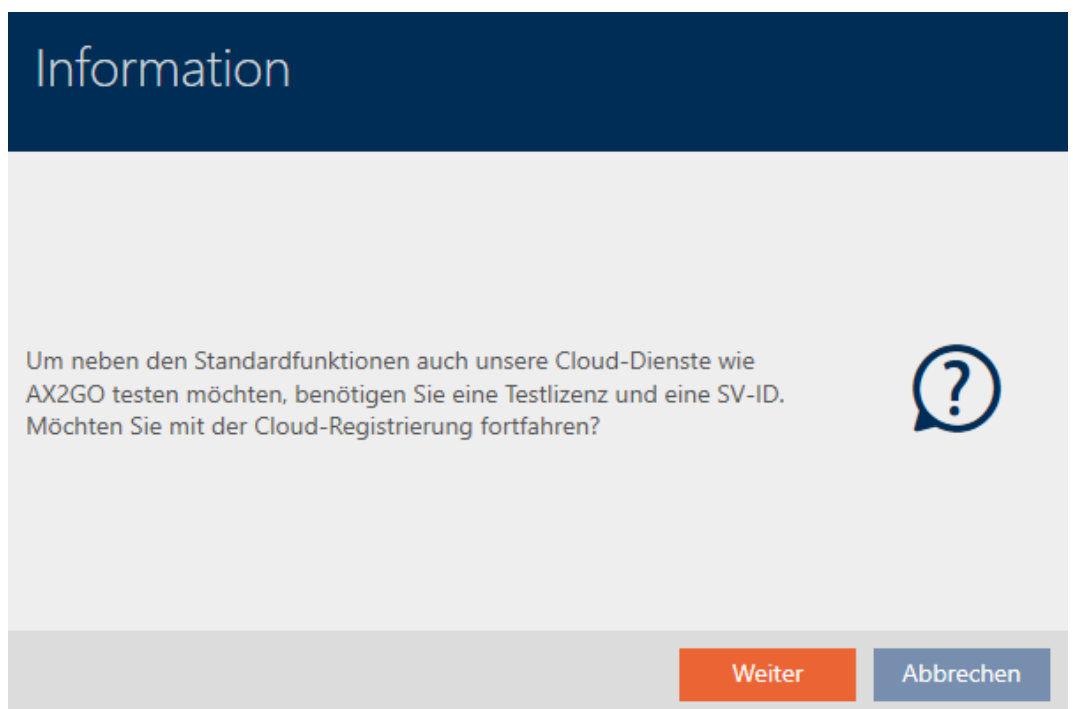 Information
Um neben den Standardfunktionen auch unsere Cloud-Dienste wie
AX2GO testen möchten, benötigen Sie eine Testlizenz und eine SV-ID.
Möchten Sie mit der Cloud-Registrierung fortfahren?
Weiter
Abbrechen